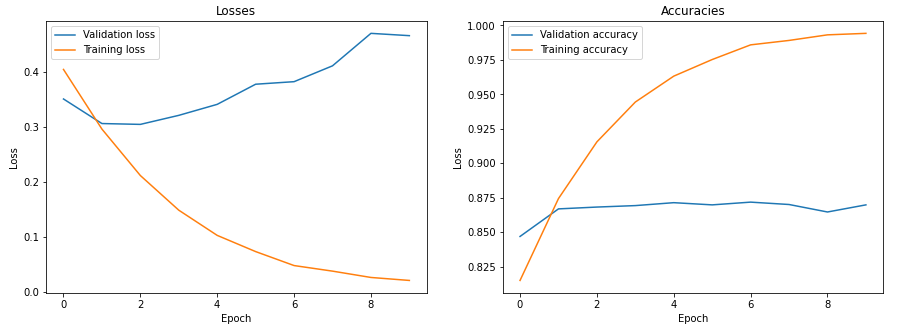 Losses
Validation loss
Training loss
0.4
0.3
0.2
0.1
0.0
Loss
0 2 4 6 8
Epoch
Accuracies
Validation accuracy
Training accuracy
1.000
0.975
0.950
0.925
0.900
0.875
0.850
0.825
Loss
0 2 4 6 8
Epoch